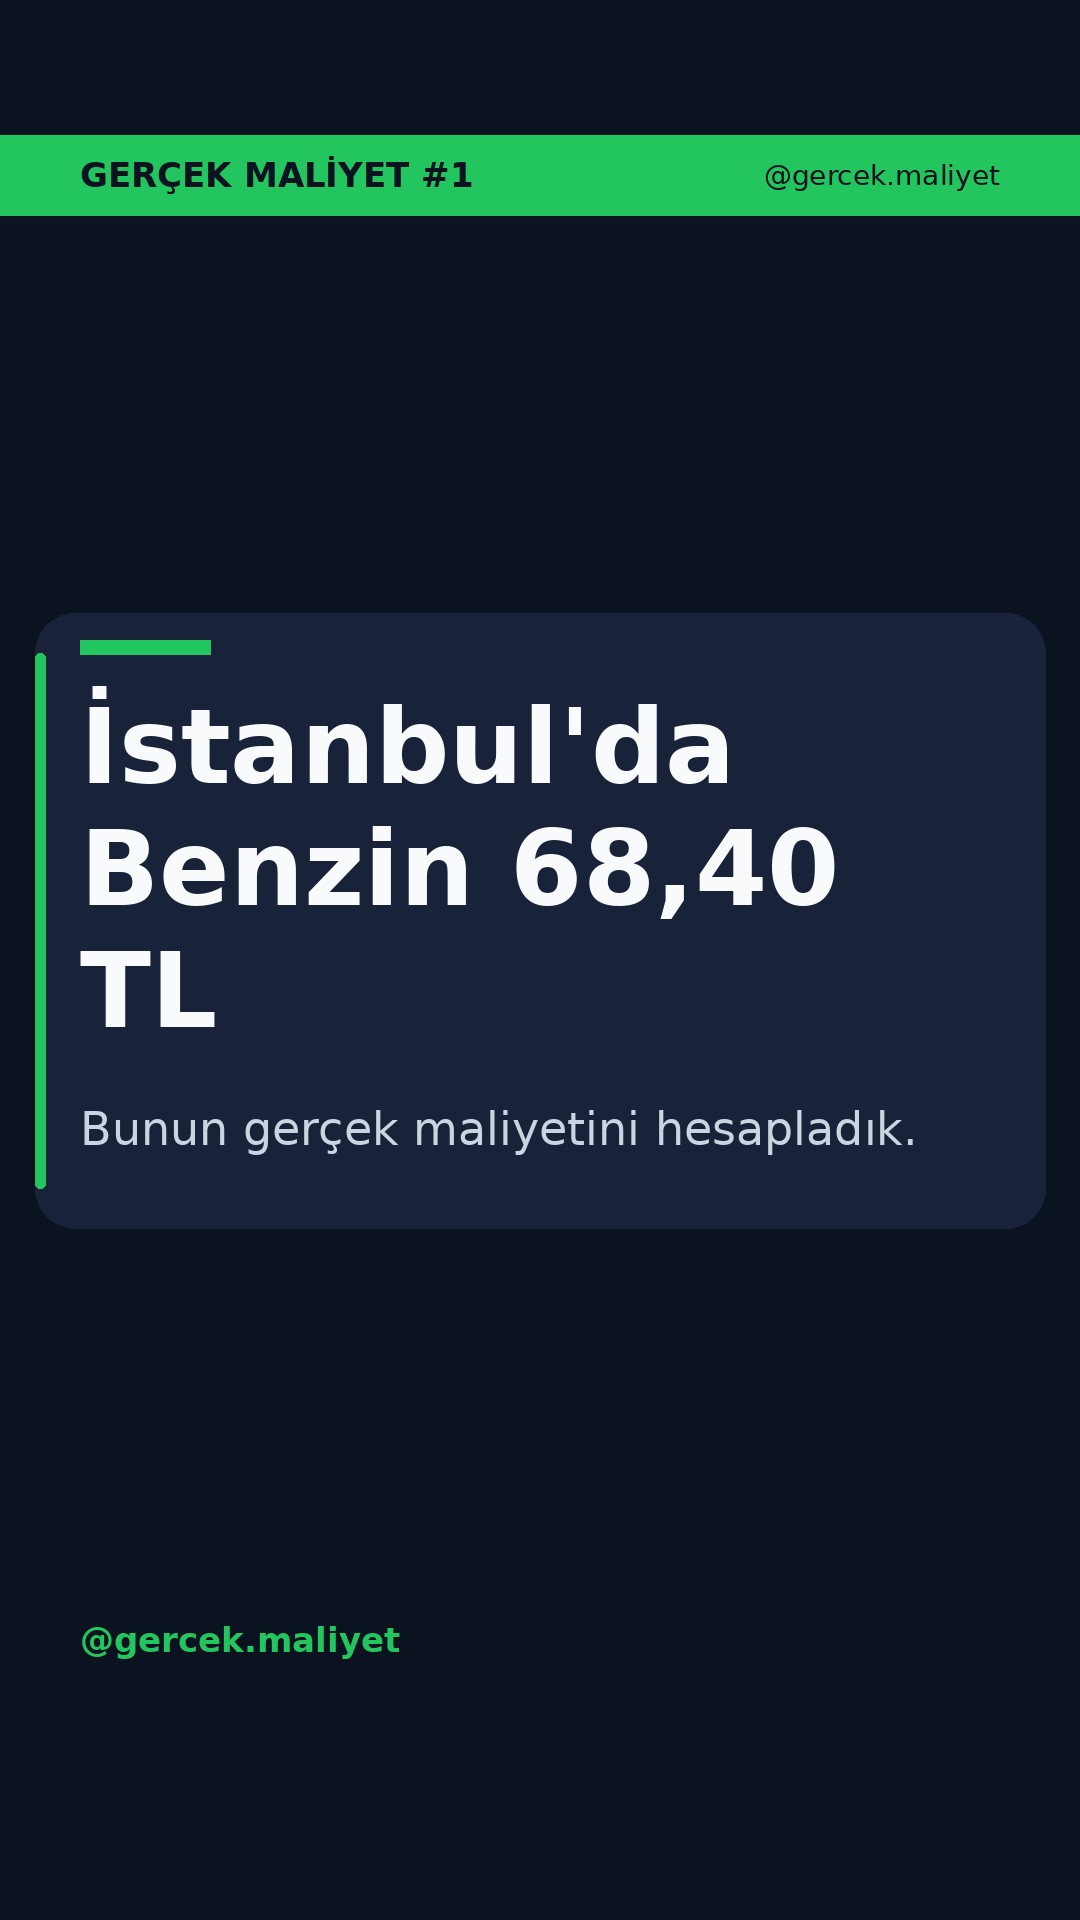 GERÇEK MALİYET #1
@gercek.maliyet
İstanbul'da
Benzin 68,40
TL
Bunun gerçek maliyetini hesapladık.
@gercek.maliyet